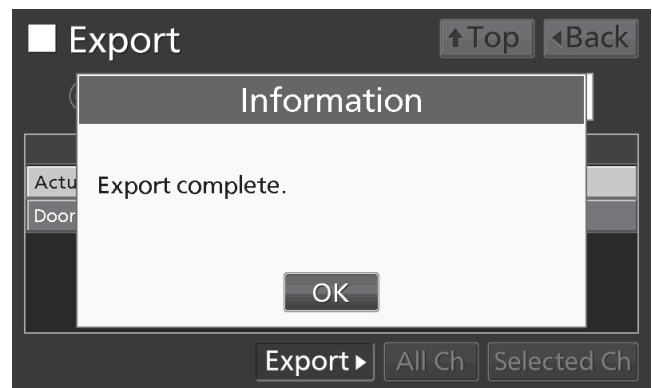 Export
↑Top
◂Back
Information
Actu
Export complete.
Door
OK
Export▸
All Ch
Selected Ch